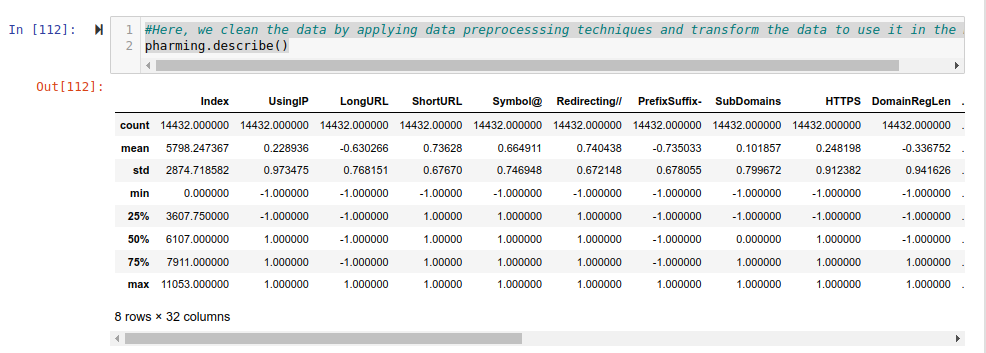 In [112]:
1 #Here, we clean the data by applying data preprocesssing techniques and transform the data to use it in the
2 pharming.describe()
Out[112]:
Index UsingIP LongURL ShortURL Symbol@ Redirecting// PrefixSuffix- SubDomains HTTPS DomainRegLen .
count 14432.000000 14432.000000 14432.000000 14432.00000 14432.000000 14432.000000 14432.000000 14432.000000 14432.000000 14432.000000 .
mean 5798.247367 0.228936 -0.630266 0.73628 0.664911 0.740438 -0.735033 0.101857 0.248198 -0.336752 .
std 2874.718582 0.973475 0.768151 0.67670 0.746948 0.672148 0.678055 0.799672 0.912382 0.941626 .
min 0.000000 -1.000000 -1.000000 -1.00000 -1.000000 -1.000000 -1.000000 -1.000000 -1.000000 -1.000000 .
25% 3607.750000 -1.000000 -1.000000 1.00000 1.000000 1.000000 -1.000000 -1.000000 -1.000000 -1.000000 .
50% 6107.000000 1.000000 -1.000000 1.00000 1.000000 1.000000 -1.000000 0.000000 1.000000 -1.000000 .
75% 7911.000000 1.000000 -1.000000 1.00000 1.000000 1.000000 -1.000000 1.000000 1.000000 1.000000 .
max 11053.000000 1.000000 1.000000 1.00000 1.000000 1.000000 1.000000 1.000000 1.000000 1.000000 .
8 rows × 32 columns